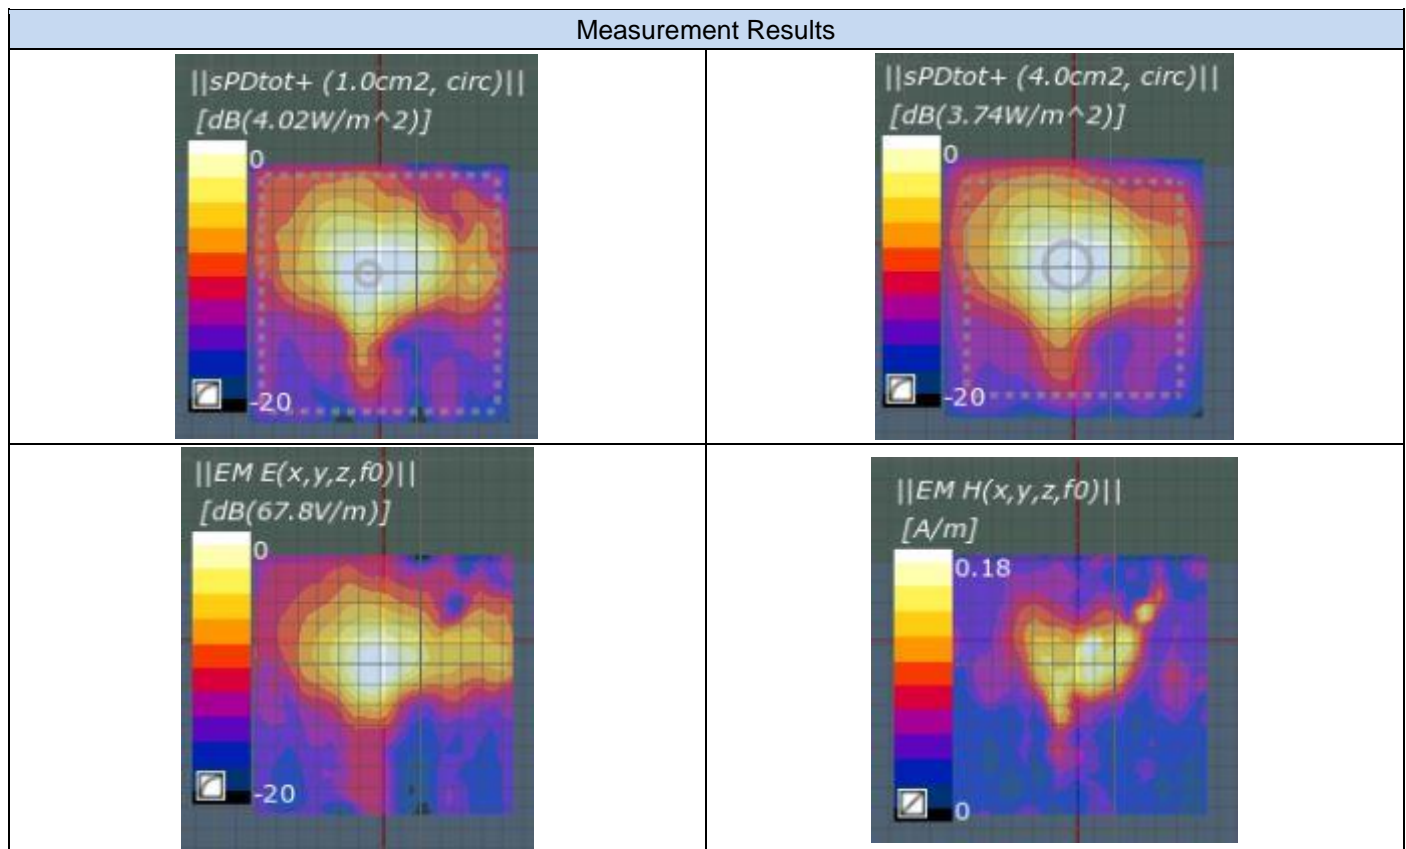 Measurement Results
||sPDtot+ (1.0cm2, circ)||
[dB(4.02W/m^2)]
0
-20
||sPDtot+ (4.0cm2, circ)||
[dB(3.74W/m^2)]
0
-20
||EM E(x,y,z,f0)||
[dB(67.8V/m)]
0
-20
||EM H(x,y,z,f0)||
[A/m]
0.18
0